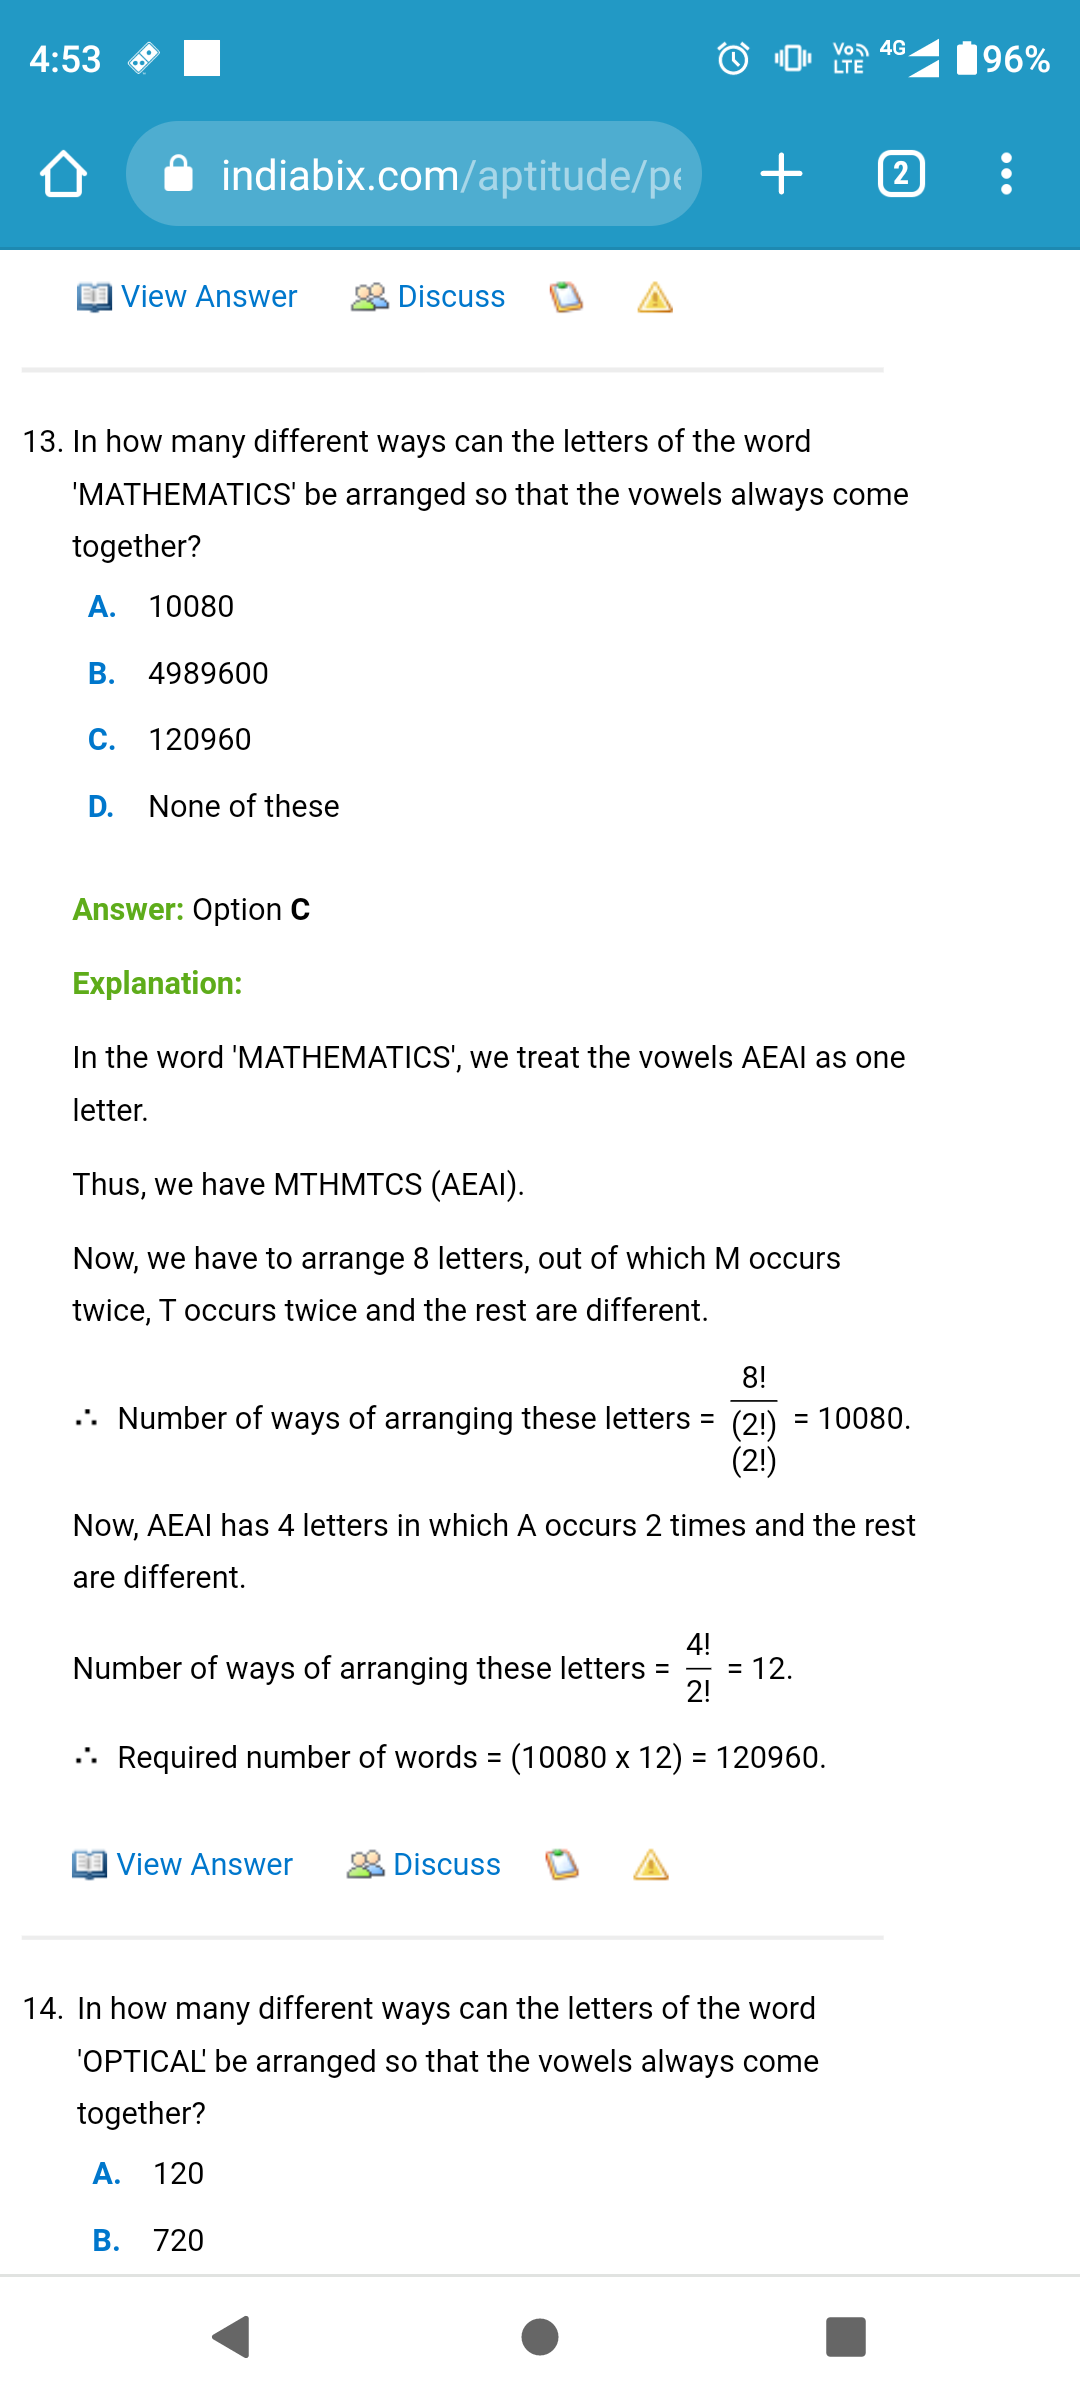 4:53
Vo)) LTE 4G 96%
indiabix.com/aptitude/pe
2
View Answer Discuss
13. In how many different ways can the letters of the word
'MATHEMATICS' be arranged so that the vowels always come
together?
A. 10080
B. 4989600
C. 120960
D. None of these
Answer: Option C
Explanation:
In the word 'MATHEMATICS', we treat the vowels AEAI as one
letter.
Thus, we have MTHMTCS (AEAI).
Now, we have to arrange 8 letters, out of which M occurs
twice, T occurs twice and the rest are different.
8!
∴ Number of ways of arranging these letters = (2!) = 10080.
(2!)
Now, AEAI has 4 letters in which A occurs 2 times and the rest
are different.
4!
Number of ways of arranging these letters = = 12.
2!
∴ Required number of words = (10080 x 12) = 120960.
View Answer Discuss
14. In how many different ways can the letters of the word
'OPTICAL' be arranged so that the vowels always come
together?
A. 120
B. 720